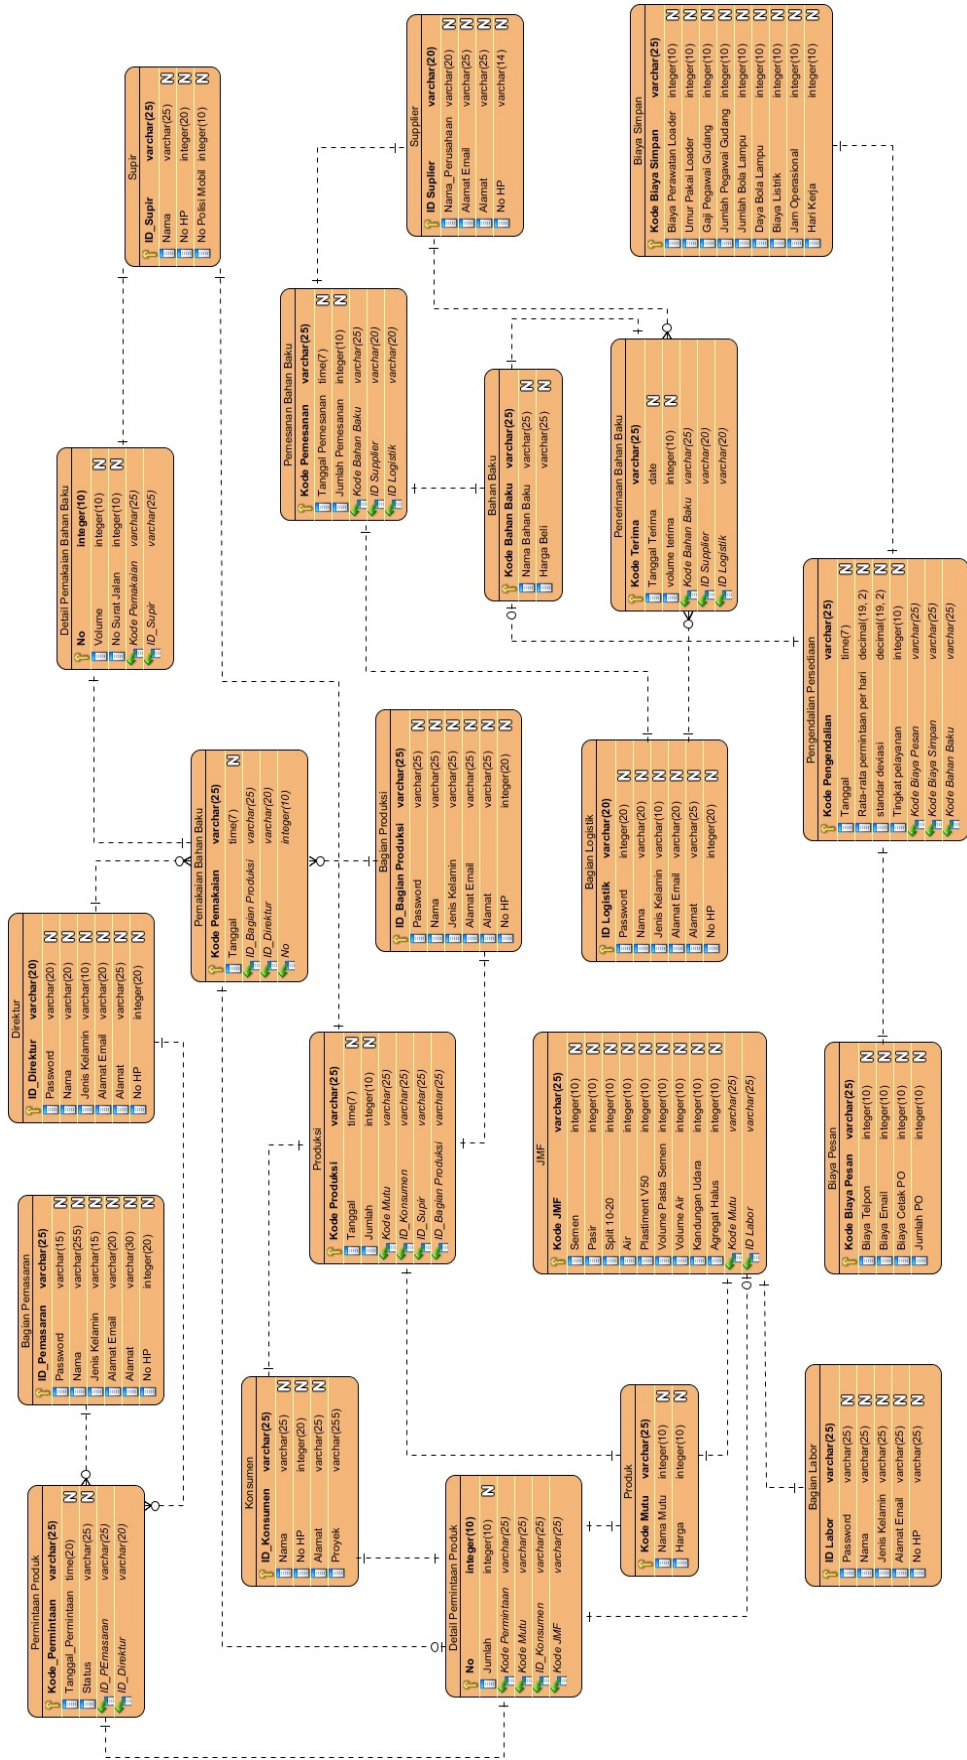 Permintaan Produk
Kode_Permintaan varchar(25)
Tanggal_Permintaan time(20) N
Status varchar(25) N
ID_PEmasaran varchar(25)
ID_Direktur varchar(20)
Bagian Pemasaran
ID_Pemasaran varchar(25)
Password varchar(15) N
Nama varchar(255) N
Jenis Kelamin varchar(15) N
Alamat Email varchar(20) N
Alamat varchar(30) N
No HP integer(20) N
Direktur
ID_Direktur varchar(20)
Password varchar(20) N
Nama varchar(20) N
Jenis Kelamin varchar(10) N
Alamat Email varchar(20) N
Alamat varchar(25) N
No HP integer(20) N
Detail Pemakaian Bahan Baku
No integer(10)
Volume integer(10) N
No Surat Jalan integer(10) N
Kode Pemakaian varchar(25)
ID_Supir varchar(25)
Supir
ID_Supir varchar(25)
Nama varchar(25) N
No HP integer(20) N
No Polisi Mobil integer(10) N
Pemakaian Bahan Baku
Kode Pemakaian varchar(25)
Tanggal time(7) N
ID_Bagian Produksi varchar(25)
ID_Direktur varchar(20)
No integer(10)
Konsumen
ID_Konsumen varchar(25)
Nama varchar(25) N
No HP integer(20) N
Alamat varchar(25) N
Proyek varchar(255) N
Produksi
Kode Produksi varchar(25)
Tanggal time(7) N
Jumlah integer(10) N
Kode Mutu varchar(25)
ID_Konsumen varchar(25)
ID_Supir varchar(25)
ID_Bagian Produksi varchar(25)
Bagian Produksi
ID_Bagian Produksi varchar(25)
Password varchar(25) N
Nama varchar(25) N
Jenis Kelamin varchar(25) N
Alamat Email varchar(25) N
Alamat varchar(25) N
No HP integer(20) N
Pemesanan Bahan Baku
Kode Pemesanan varchar(25)
Tanggal Pemesanan time(7) N
Jumlah Pemesanan integer(10) N
Kode Bahan Baku varchar(25)
ID Supplier varchar(20)
ID Logistik varchar(20)
Supplier
ID Suplier varchar(20)
Nama_Perusahaan varchar(20) N
Alamat Email varchar(25) N
Alamat varchar(25) N
No HP varchar(14) N
Detail Permintaan Produk
No integer(10)
Jumlah integer(10) N
Kode Permintaan varchar(25)
Kode Mutu varchar(25)
ID_Konsumen varchar(25)
Kode JMF varchar(25)
Bahan Baku
Kode Bahan Baku varchar(25)
Nama Bahan Baku varchar(25) N
Harga Beli varchar(25) N
Produk
Kode Mutu varchar(25)
Nama Mutu integer(10) N
Harga integer(10) N
JMF
Kode JMF varchar(25)
Semen integer(10) N
Pasir integer(10) N
Split 10-20 integer(10) N
Air integer(10) N
Plastiment V50 integer(10) N
Volume Pasta Semen integer(10) N
Volume Air integer(10) N
Kandungan Udara integer(10) N
Agregat Halus integer(10) N
Kode Mutu varchar(25)
ID Labor varchar(25)
Bagian Logistik
ID Logistik varchar(20)
Password integer(20) N
Nama varchar(20) N
Jenis Kelamin varchar(10) N
Alamat Email varchar(20) N
Alamat varchar(25) N
No HP integer(20) N
Penerimaan Bahan Baku
Kode Terima varchar(25)
Tanggal Terima date N
volume terima integer(10) N
Kode Bahan Baku varchar(25)
ID Supplier varchar(20)
ID Logistik varchar(20)
Biaya Simpan
Kode Biaya Simpan varchar(25)
Biaya Perawatan Loader integer(10) N
Umur Pakai Loader integer(10) N
Gaji Pegawai Gudang integer(10) N
Jumlah Pegawai Gudang integer(10) N
Jumlah Bola Lampu integer(10) N
Daya Bola Lampu integer(10) N
Biaya Listrik integer(10) N
Jam Operasional integer(10) N
Hari Kerja integer(10) N
Bagian Labor
ID Labor varchar(25)
Password varchar(25) N
Nama varchar(25) N
Jenis Kelamin varchar(25) N
Alamat Email varchar(25) N
No HP varchar(25) N
Biaya Pesan
Kode Biaya Pesan varchar(25)
Biaya Telpon integer(10) N
Biaya Email integer(10) N
Biaya Cetak PO integer(10) N
Jumlah PO integer(10) N
Pengendalian Persediaan
Kode Pengendalian varchar(25)
Tanggal time(7) N
Rata-rata permintaan per hari decimal(19, 2) N
standar deviasi decimal(19, 2) N
Tingkat pelayanan integer(10) N
Kode Biaya Pesan varchar(25)
Kode Biaya Simpan varchar(25)
Kode Bahan Baku varchar(25)